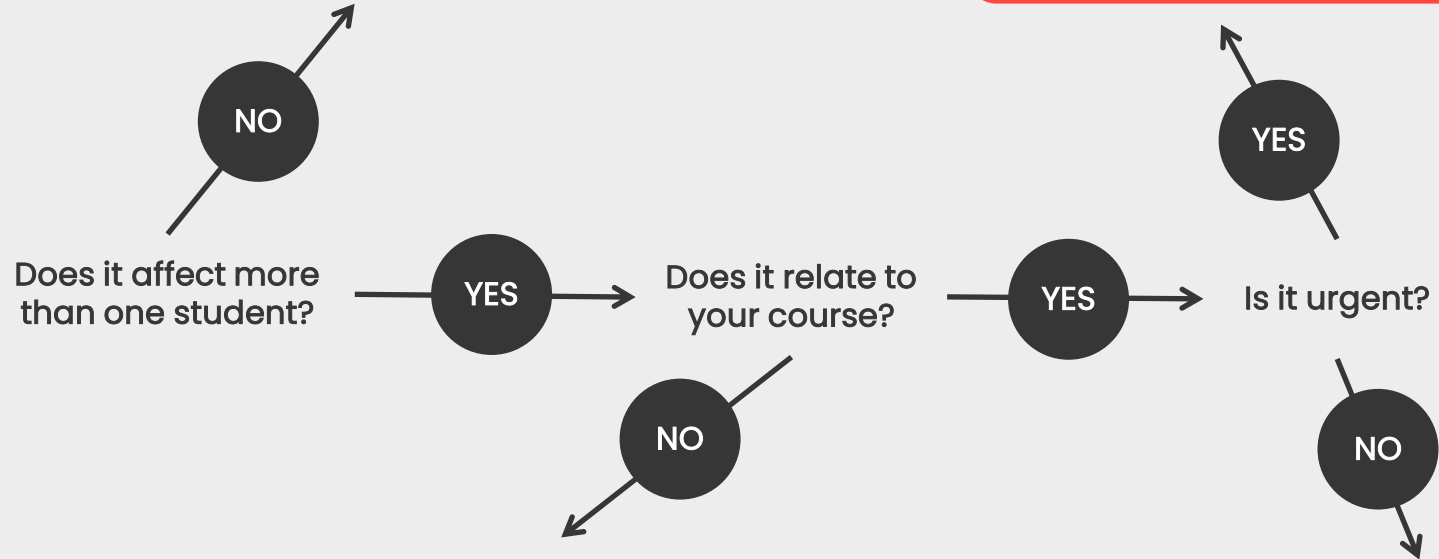 NO
YES
Does it affect more
than one student?
YES
Does it relate to
your course?
YES
Is it urgent?
NO
NO